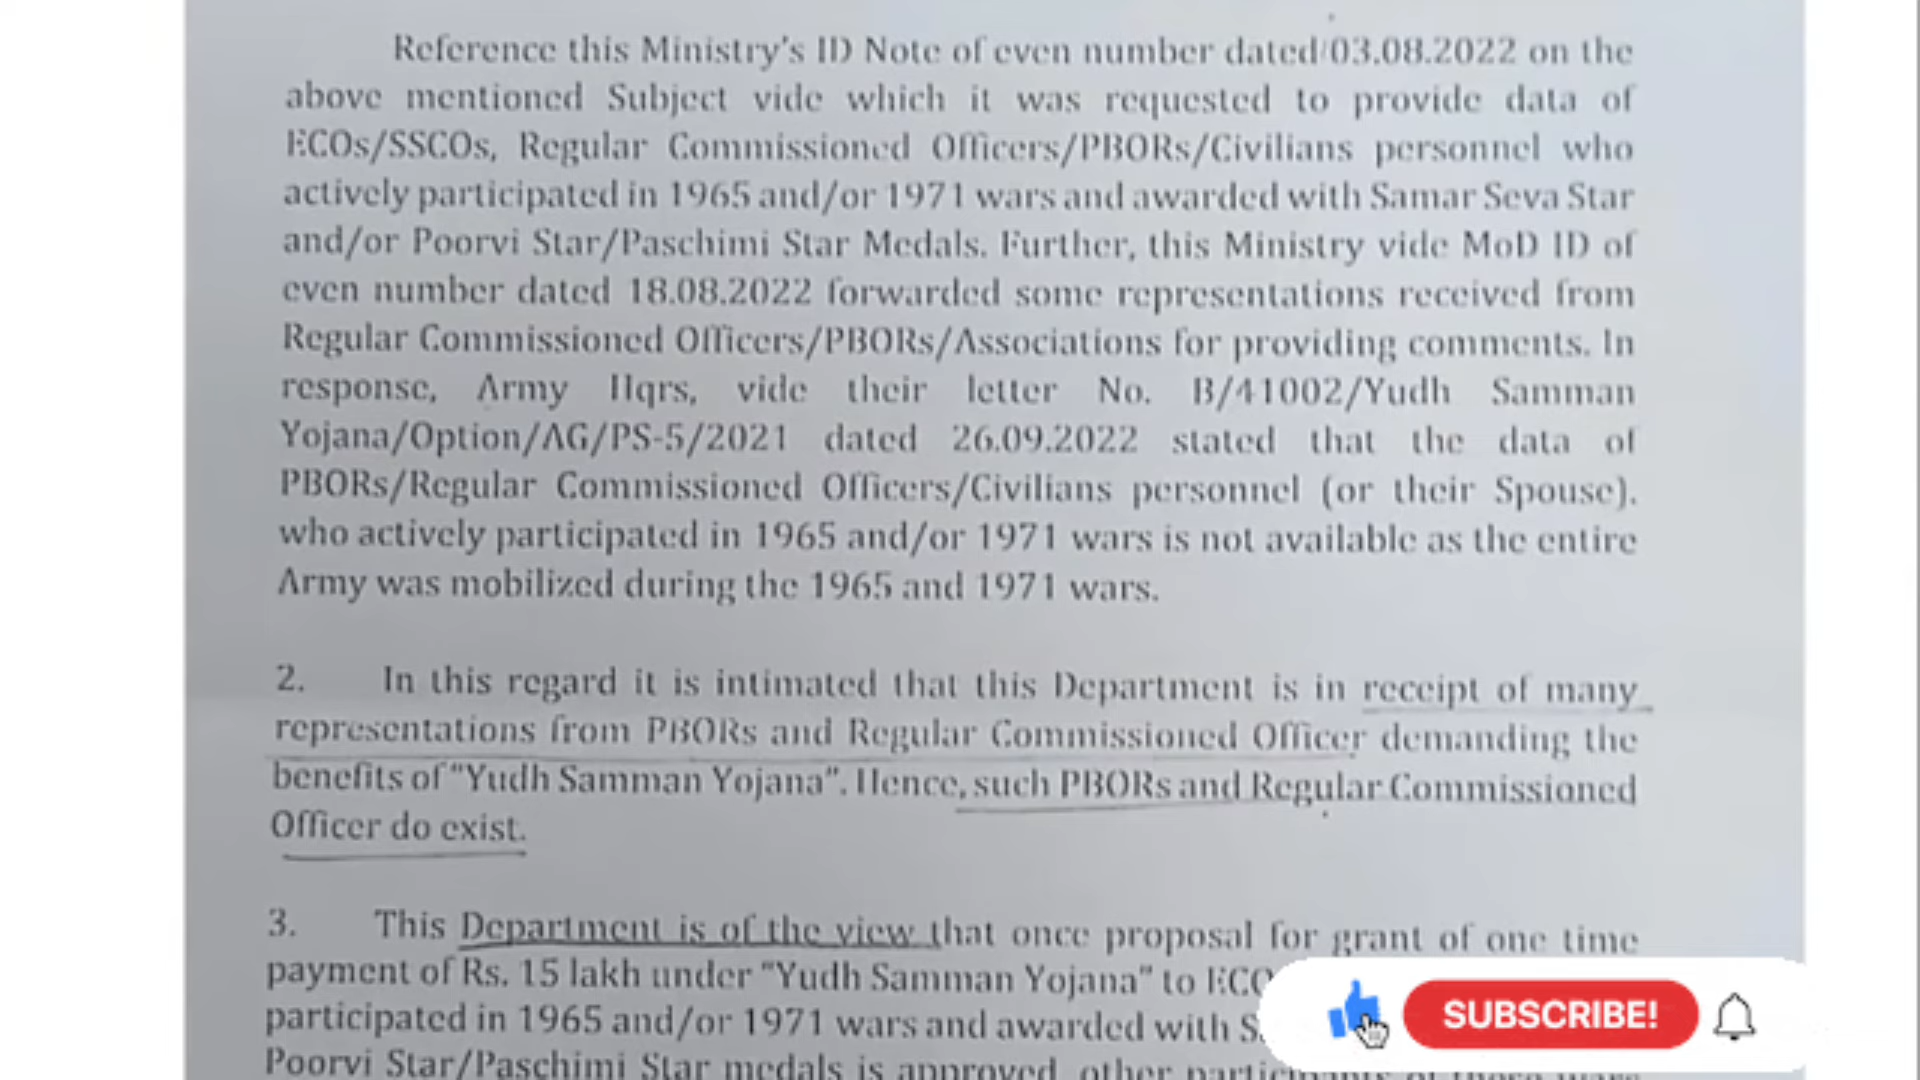 Reference this Ministry's ID Note of even number dated 03.08.2022 on the
above mentioned Subject vide which it was requested to provide data of
ECOs/SSCOs, Regular Commissioned Officers/PBORs/Civilians personnel who
actively participated in 1965 and/or 1971 wars and awarded with Samar Seva Star
and/or Poorvi Star/Paschimi Star Medals. Further, this Ministry vide MoD ID of
even number dated 18.08.2022 forwarded some representations received from
Regular Commissioned Officers/PBORs/Associations for providing comments. In
response, Army Hqrs, vide their letter No. B/41002/Yudh Samman
Yojana/Option/AG/PS-5/2021 dated 26.09.2022 stated that the data of
PBORs/Regular Commissioned Officers/Civilians personnel (or their Spouse).
who actively participated in 1965 and/or 1971 wars is not available as the entire
Army was mobilized during the 1965 and 1971 wars.
2. In this regard it is intimated that this Department is in receipt of many
representations from PBORs and Regular Commissioned Officer demanding the
benefits of "Yudh Samman Yojana". Hence, such PBORs and Regular Commissioned
Officer do exist.
3. This Department is of the view that once proposal for grant of one time
payment of Rs. 15 lakh under "Yudh Samman Yojana" to ECO
participated in 1965 and/or 1971 wars and awarded with S
Poorvi Star/Paschimi Star medals is approved, other
SUBSCRIBE!